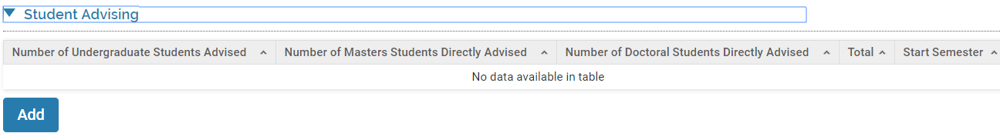 Student Advising
Number of Undergraduate Students Advised Number of Masters Students Directly Advised Number of Doctoral Students Directly Advised Total Start Semester
No data available in table
Add